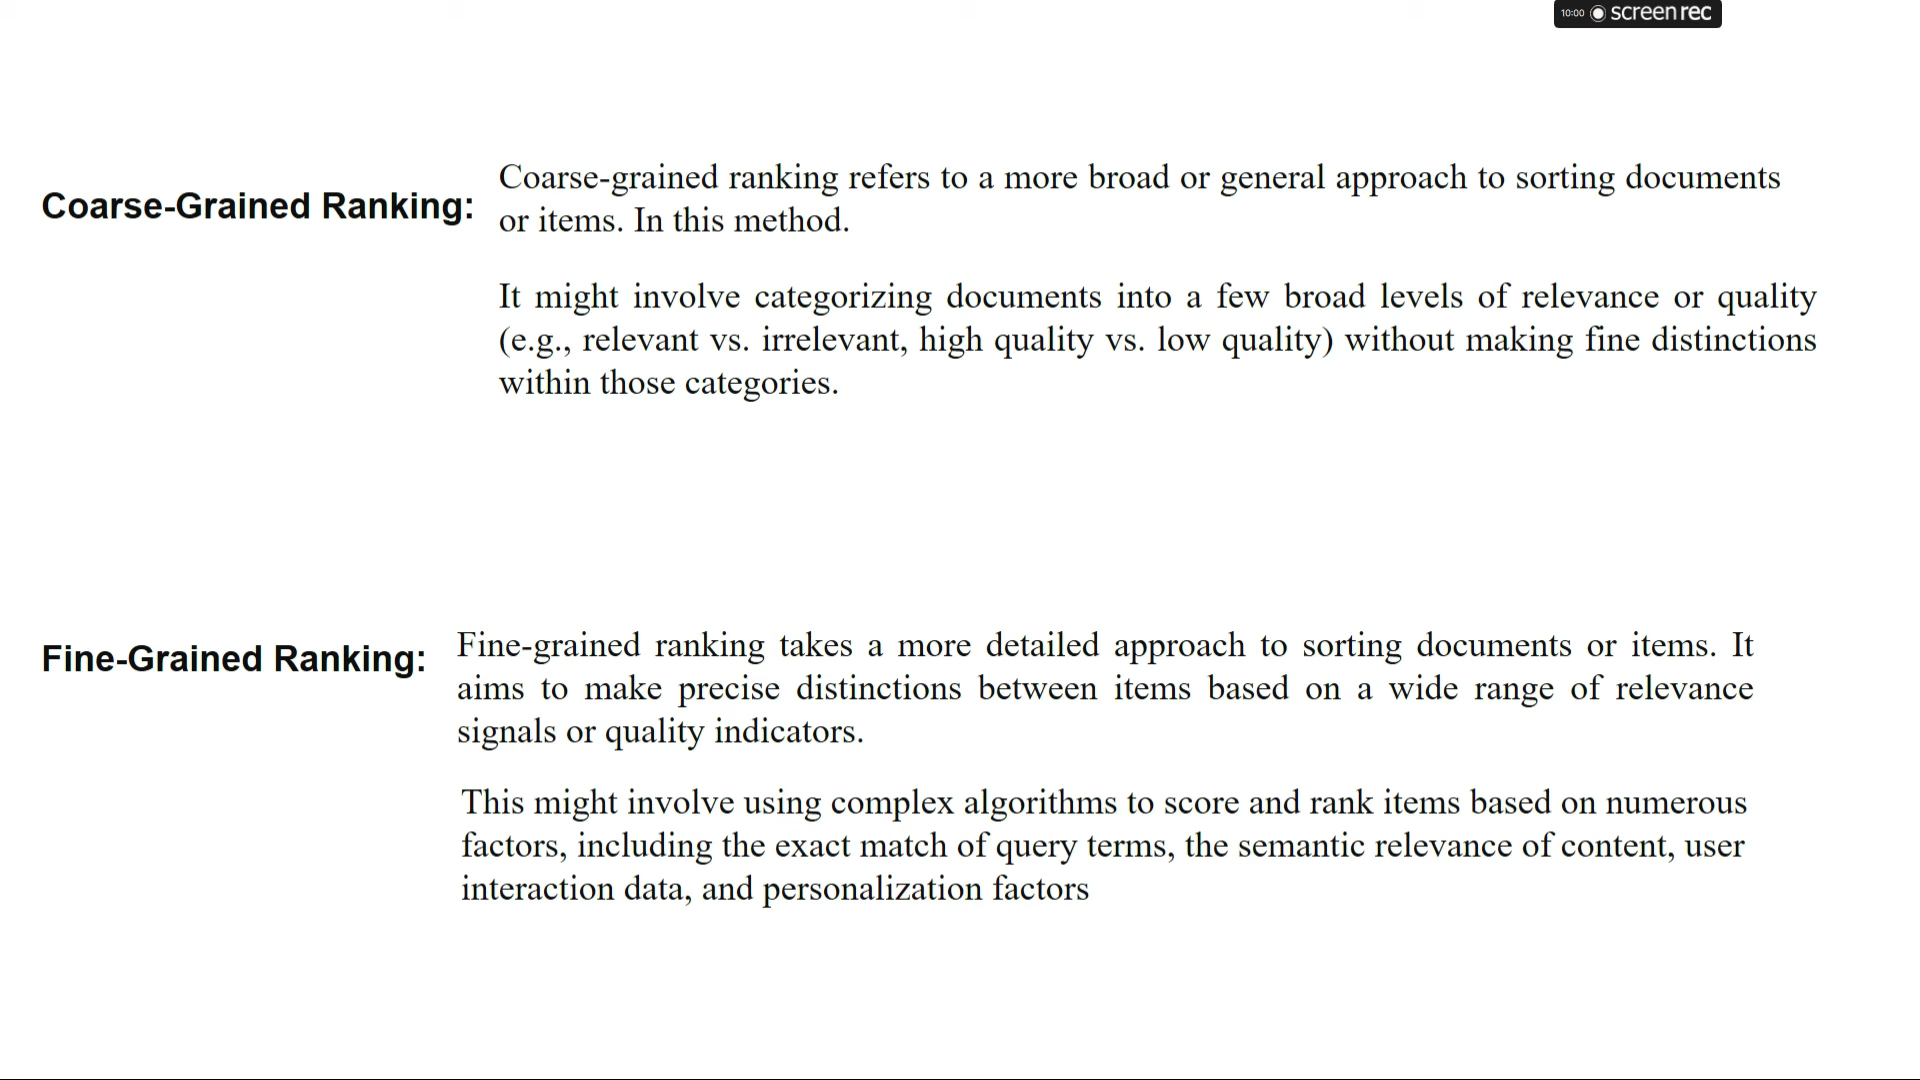 10:00 screenrec
Coarse-Grained Ranking:
Coarse-grained ranking refers to a more broad or general approach to sorting documents
or items. In this method.
It might involve categorizing documents into a few broad levels of relevance or quality
(e.g., relevant vs. irrelevant, high quality vs. low quality) without making fine distinctions
within those categories.
Fine-Grained Ranking:
Fine-grained ranking takes a more detailed approach to sorting documents or items. It
aims to make precise distinctions between items based on a wide range of relevance
signals or quality indicators.
This might involve using complex algorithms to score and rank items based on numerous
factors, including the exact match of query terms, the semantic relevance of content, user
interaction data, and personalization factors